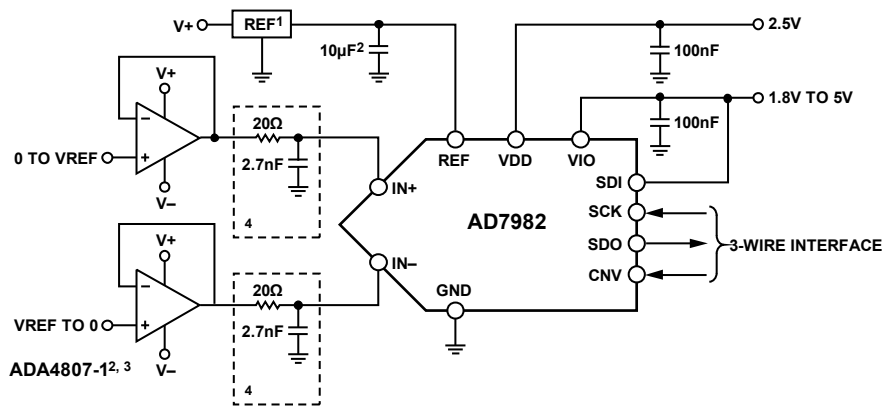 V+
REF1
10µF2
2.5V
100nF
1.8V TO 5V
100nF
V+
−
+
0 TO VREF
V−
20Ω
2.7nF
4
REF
VDD
VIO
IN+
SDI
AD7982
SCK
SDO
3-WIRE INTERFACE
CNV
IN−
GND
V+
−
+
VREF TO 0
V−
20Ω
2.7nF
ADA4807-12, 3
4